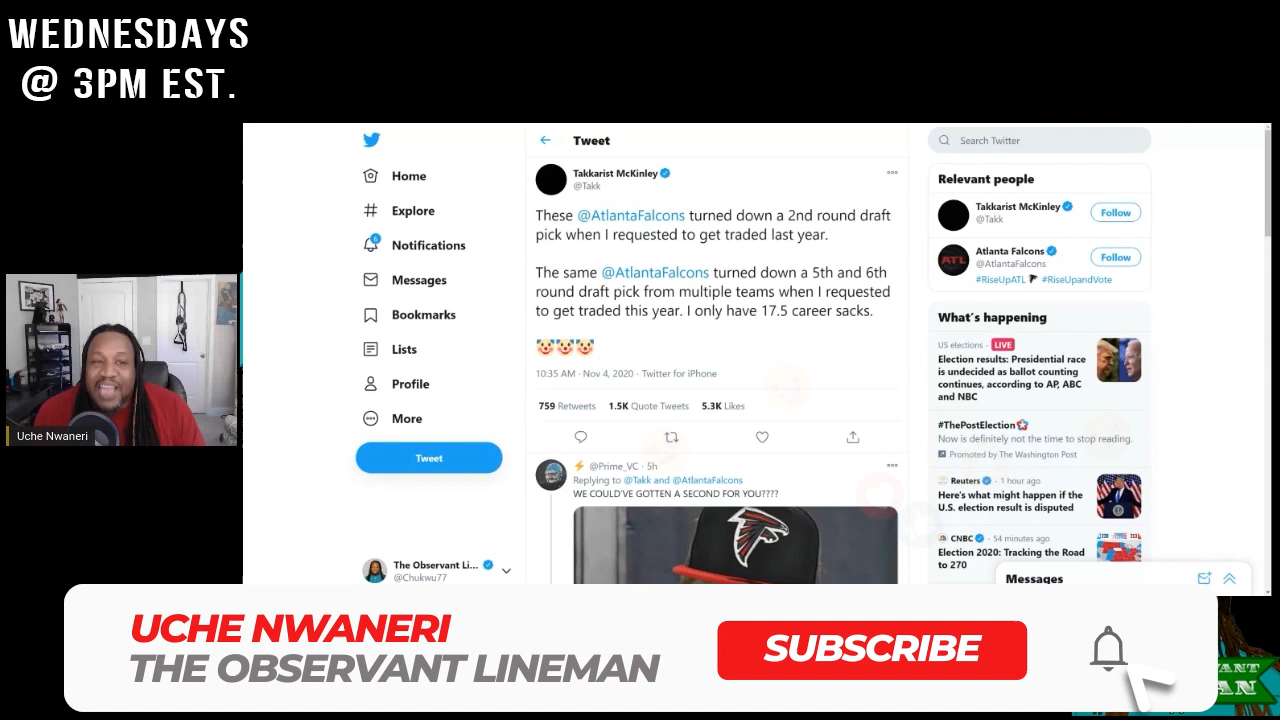 WEDNESDAYS
@ 3PM EST.
Uche Nwaneri
Home
Explore
6
Notifications
Messages
Bookmarks
Lists
Profile
More
Tweet
The Observant Li...
@Chukwu77
Tweet
Takkarist McKinley
@Takk
These @AtlantaFalcons turned down a 2nd round draft
pick when I requested to get traded last year.
The same @AtlantaFalcons turned down a 5th and 6th
round draft pick from multiple teams when I requested
to get traded this year. I only have 17.5 career sacks.
🤡🤡🤡
10:35 AM · Nov 4, 2020 · Twitter for iPhone
759 Retweets 1.5K Quote Tweets 5.3K Likes
⚡ @Prime_VC · 5h
Replying to @Takk and @AtlantaFalcons
WE COULD'VE GOTTEN A SECOND FOR YOU????
Search Twitter
Relevant people
Takkarist McKinley
@Takk
Follow
ATL
Atlanta Falcons
@AtlantaFalcons
Follow
#RiseUpATL #RiseUpandVote
What's happening
US elections · LIVE
Election results: Presidential race
is undecided as ballot counting
continues, according to AP, ABC
and NBC
#ThePostElection
Now is definitely not the time to stop reading.
Promoted by The Washington Post
Reuters · 1 hour ago
Here's what might happen if the
U.S. election result is disputed
CNBC · 54 minutes ago
Election 2020: Tracking the Road
to 270
Messages
UCHE NWANERI
THE OBSERVANT LINEMAN
SUBSCRIBE